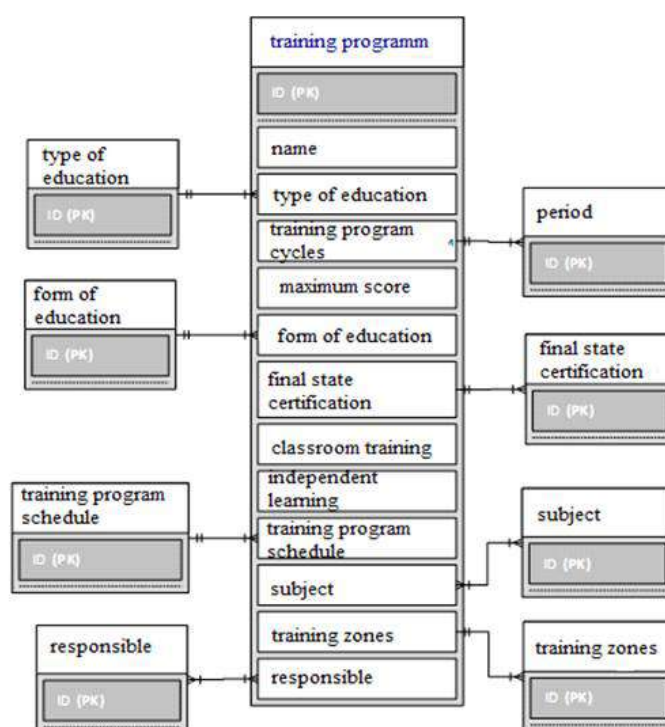 training programm
ID (PK)
name
type of education
training program
cycles
maximum score
form of education
final state
certification
classroom training
independent
learning
training program
schedule
subject
training zones
responsible
type of
education
ID (PK)
form of
education
ID (PK)
training program
schedule
ID (PK)
responsible
ID (PK)
period
ID (PK)
final state
certification
ID (PK)
subject
ID (PK)
training zones
ID (PK)